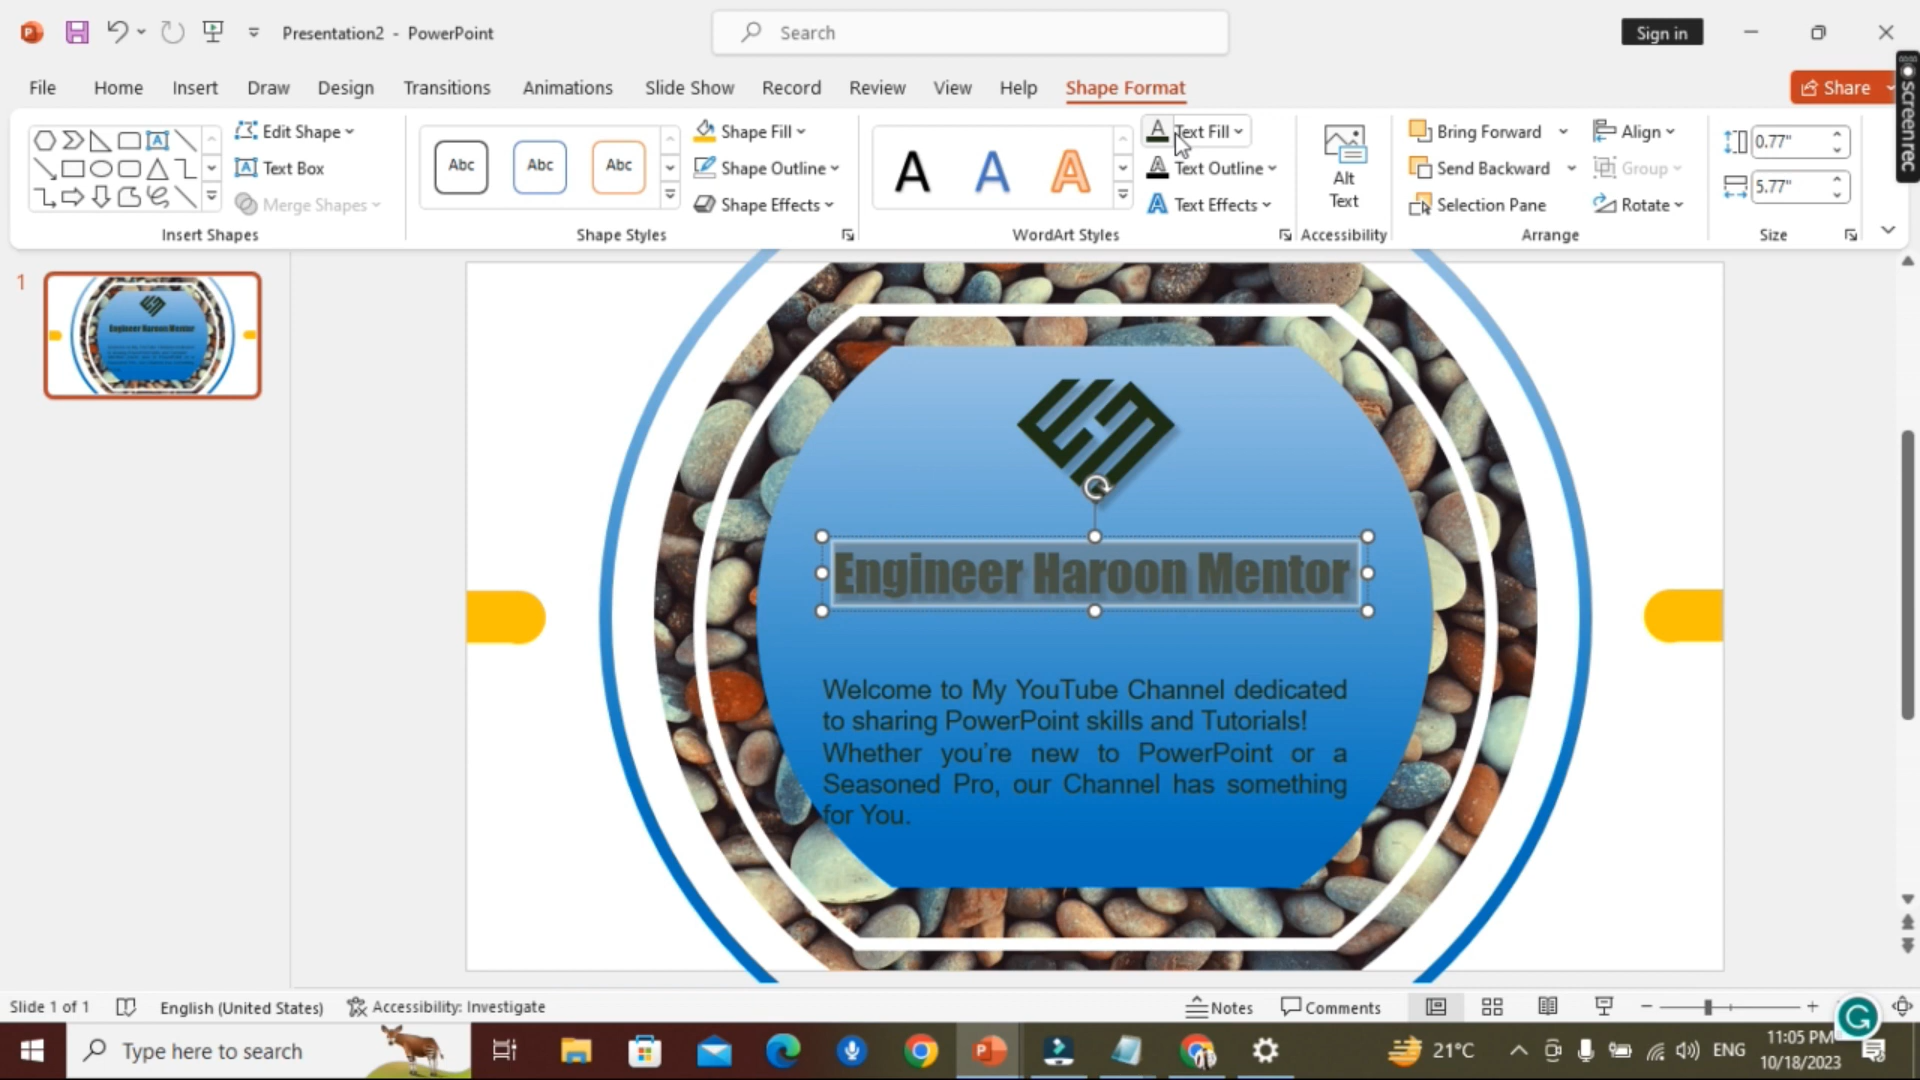 Presentation2 - PowerPoint
Search
Sign in
File Home Insert Draw Design Transitions Animations Slide Show Record Review View Help Shape Format
Share
screenrec
Edit Shape
Text Box
Merge Shapes
Insert Shapes
Abc Abc Abc
Shape Fill
Shape Outline
Shape Effects
Shape Styles
A A A
Text Fill
Text Outline
Text Effects
WordArt Styles
Alt
Text
Accessibility
Bring Forward
Send Backward
Selection Pane
Align
Group
Rotate
Arrange
0.77"
5.77"
Size
1
Engineer Haroon Mentor
Engineer Haroon Mentor
Welcome to My YouTube Channel dedicated
to sharing PowerPoint skills and Tutorials!
Whether you're new to PowerPoint or a
Seasoned Pro, our Channel has something
for You.
Slide 1 of 1
English (United States)
Accessibility: Investigate
Notes
Comments
Type here to search
21°C
ENG
11:05 PM
10/18/2023